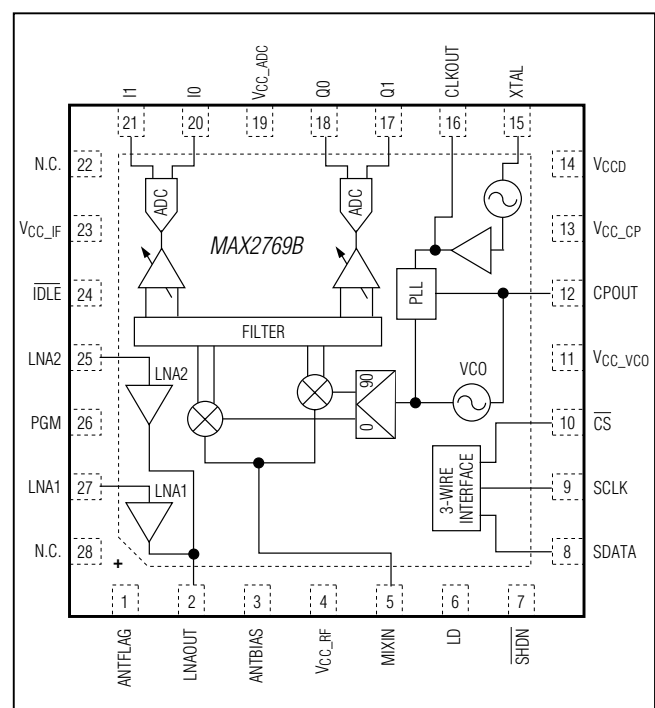 I1
I0
VCC_ADC
Q0
Q1
CLKOUT
XTAL
21
20
19
18
17
16
15
N.C.
22
14
VCCD
ADC
ADC
VCC_IF
23
MAX2769B
13
VCC_CP
IDLE
24
PLL
12
CPOUT
FILTER
LNA2
25
LNA2
VCO
11
VCC_VCO
90
0
PGM
26
10
CS
LNA1
27
LNA1
3-WIRE
INTERFACE
9
SCLK
N.C.
28
+
8
SDATA
1
2
3
4
5
6
7
ANTFLAG
LNAOUT
ANTBIAS
VCC_RF
MIXIN
LD
SHDN